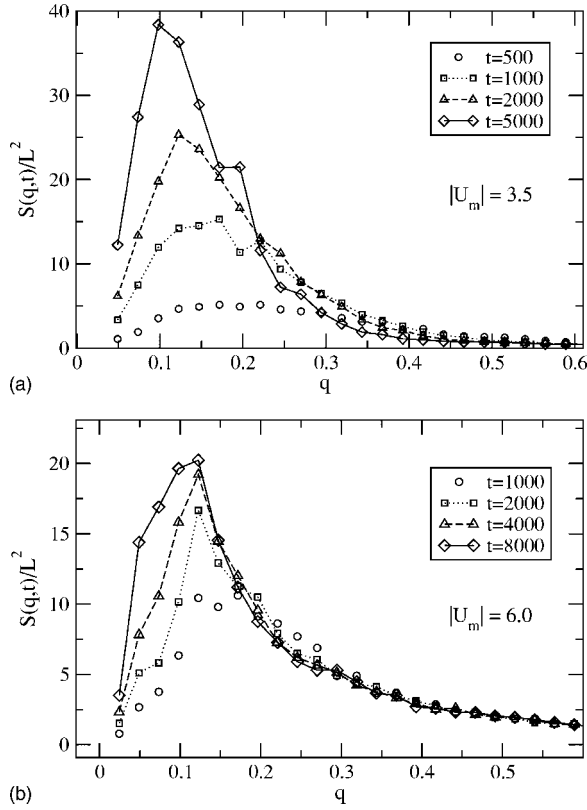 40
30
20
10
0
S(q,t)/L²
t=500
t=1000
t=2000
t=5000
|Uₘ| = 3.5
0 0.1 0.2 0.3 0.4 0.5 0.6
(a)
q
20
15
10
5
0
S(q,t)/L²
t=1000
t=2000
t=4000
t=8000
|Uₘ| = 6.0
0 0.1 0.2 0.3 0.4 0.5
(b)
q